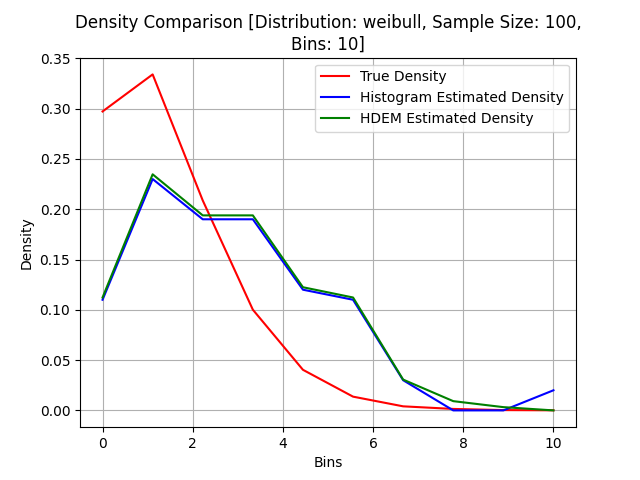 Density Comparison [Distribution: weibull, Sample Size: 100,
Bins: 10]
True Density
Histogram Estimated Density
HDEM Estimated Density
Density
0.35
0.30
0.25
0.20
0.15
0.10
0.05
0.00
0 2 4 6 8 10
Bins